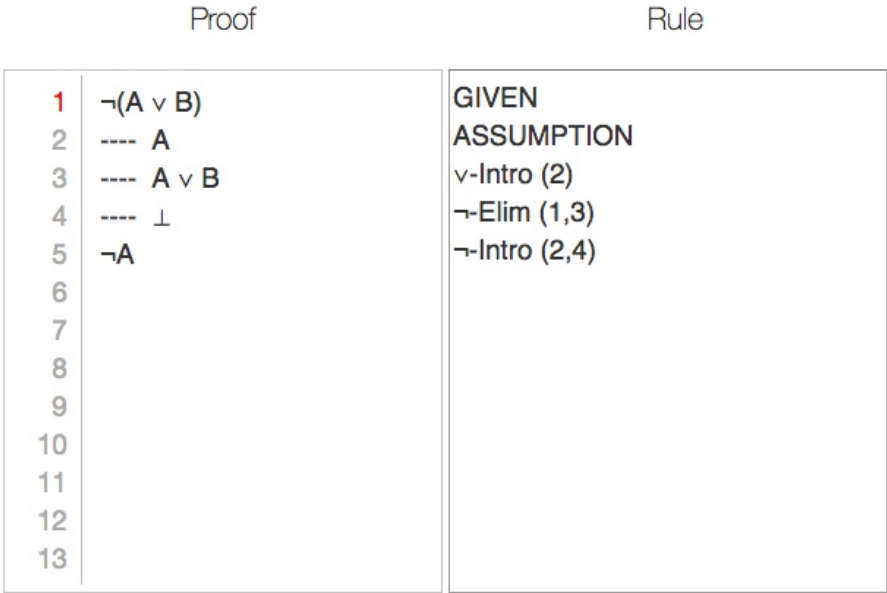 Proof Rule
1 ¬(A ∨ B) GIVEN
2 ---- A ASSUMPTION
3 ---- A ∨ B ∨-Intro (2)
4 ---- ⊥ ¬-Elim (1,3)
5 ¬A ¬-Intro (2,4)
6
7
8
9
10
11
12
13